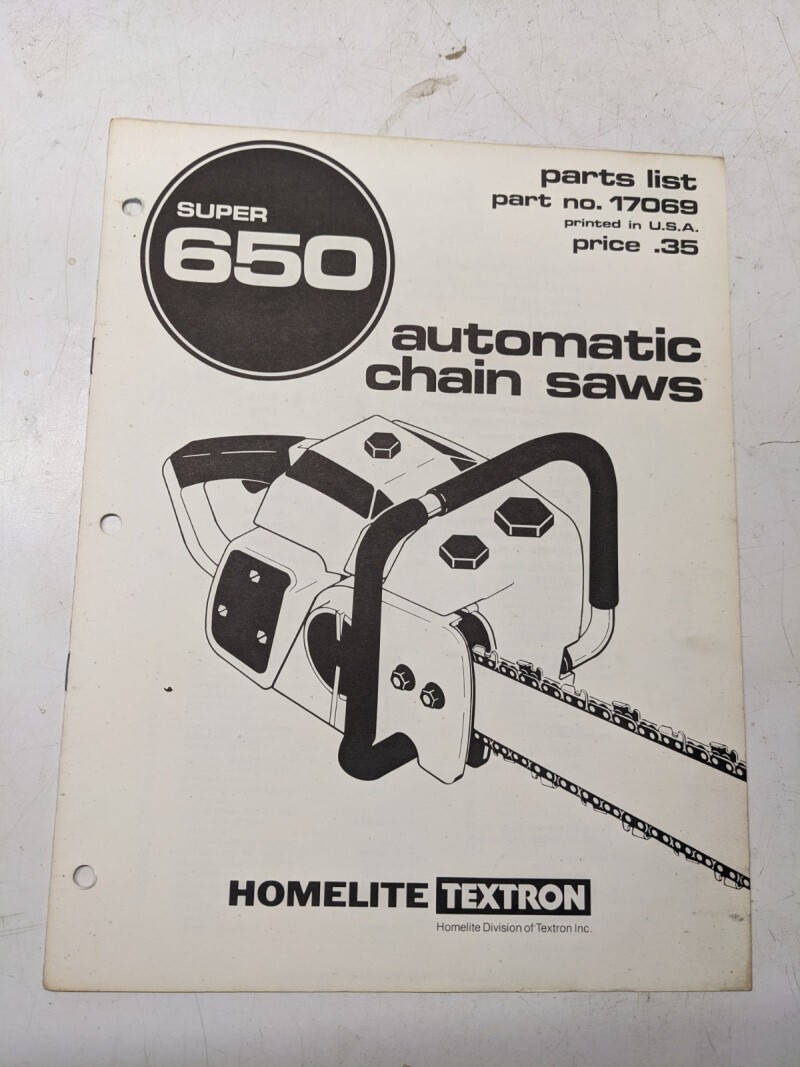 SUPER
650
parts list
part no. 17069
printed in U.S.A.
price .35
automatic
chain saws
HOMELITE TEXTRON
Homelite Division of Textron Inc.